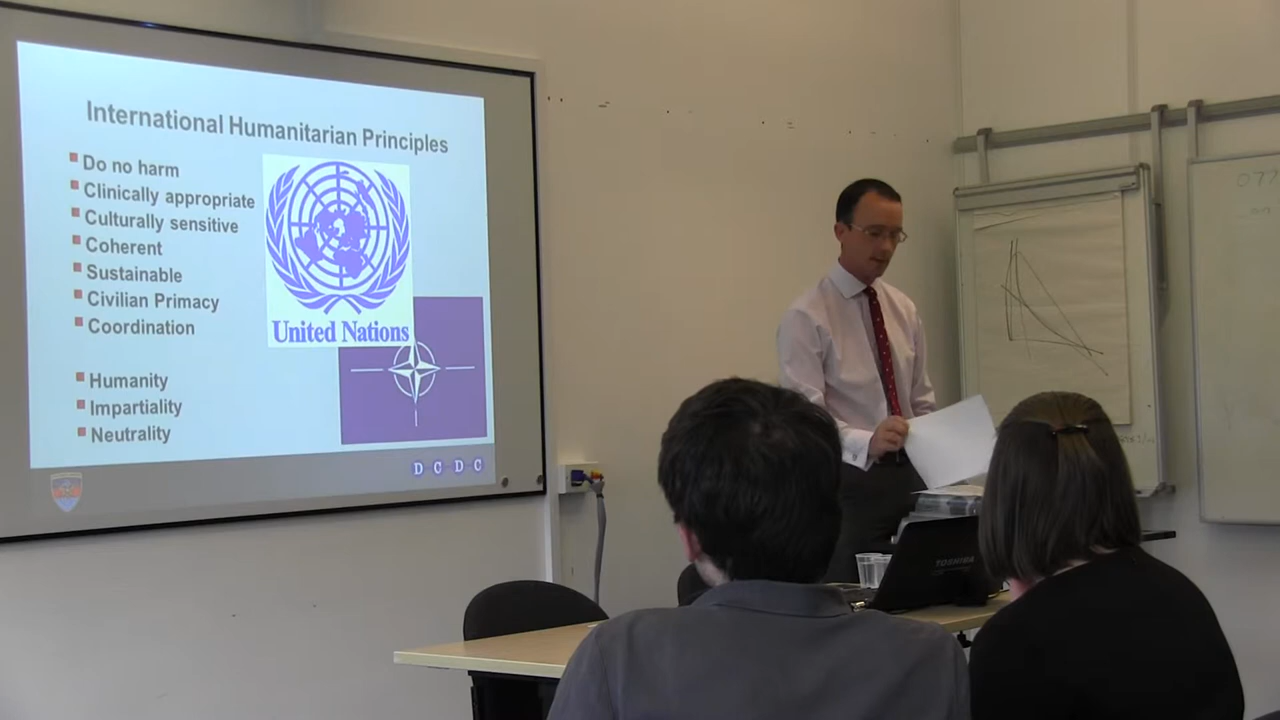 International Humanitarian Principles
Do no harm
Clinically appropriate
Culturally sensitive
Coherent
Sustainable
Civilian Primacy
Coordination
Humanity
Impartiality
Neutrality
United Nations
D C D C
TOSHIBA